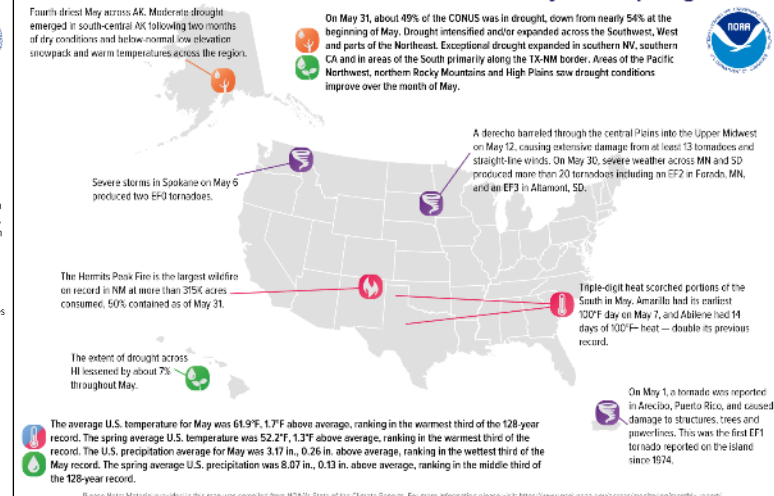 Fourth driest May across AK. Moderate drought
emerged in south-central AK following two months
of dry conditions and below-normal low elevation
snowpack and warm temperatures across the region.
On May 31, about 49% of the CONUS was in drought, down from nearly 54% at the
beginning of May. Drought intensified and/or expanded across the Southwest, West
and parts of the Northeast. Exceptional drought expanded in southern NV, southern
CA and in areas of the South primarily along the TX-NM border. Areas of the Pacific
Northwest, northern Rocky Mountains and High Plains saw drought conditions
improve over the month of May.
NOAA
A derecho barreled through the central Plains into the Upper Midwest
on May 12, causing extensive damage from at least 13 tornadoes and
straight-line winds. On May 30, severe weather across MN and SD
produced more than 20 tornadoes including an EF2 in Forada, MN,
and an EF3 in Altamont, SD.
Severe storms in Spokane on May 6
produced two EF0 tornadoes.
The Hermits Peak Fire is the largest wildfire
on record in NM at more than 315K acres
consumed, 50% contained as of May 31.
Triple-digit heat scorched portions of the
South in May. Amarillo had its earliest
100°F day on May 7, and Abilene had 14
days of 100°F+ heat — double its previous
record.
The extent of drought across
HI lessened by about 7%
throughout May.
On May 1, a tornado was reported
in Arecibo, Puerto Rico, and caused
damage to structures, trees and
powerlines. This was the first EF1
tornado reported on the island
since 1974.
The average U.S. temperature for May was 61.9°F, 1.7°F above average, ranking in the warmest third of the 128-year
record. The spring average U.S. temperature was 52.2°F, 1.3°F above average, ranking in the warmest third of the
record. The U.S. precipitation average for May was 3.17 in., 0.26 in. above average, ranking in the wettest third of the
May record. The spring average U.S. precipitation was 8.07 in., 0.13 in. above average, ranking in the middle third of
the 128-year record.